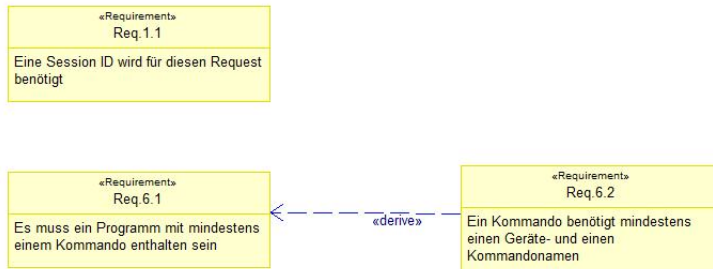 «Requirement»
Req.1.1
Eine Session ID wird für diesen Request
benötigt
«Requirement»
Req.6.1
Es muss ein Programm mit mindestens
einem Kommando enthalten sein
«derive»
«Requirement»
Req.6.2
Ein Kommando benötigt mindestens
einen Geräte- und einen
Kommandonamen